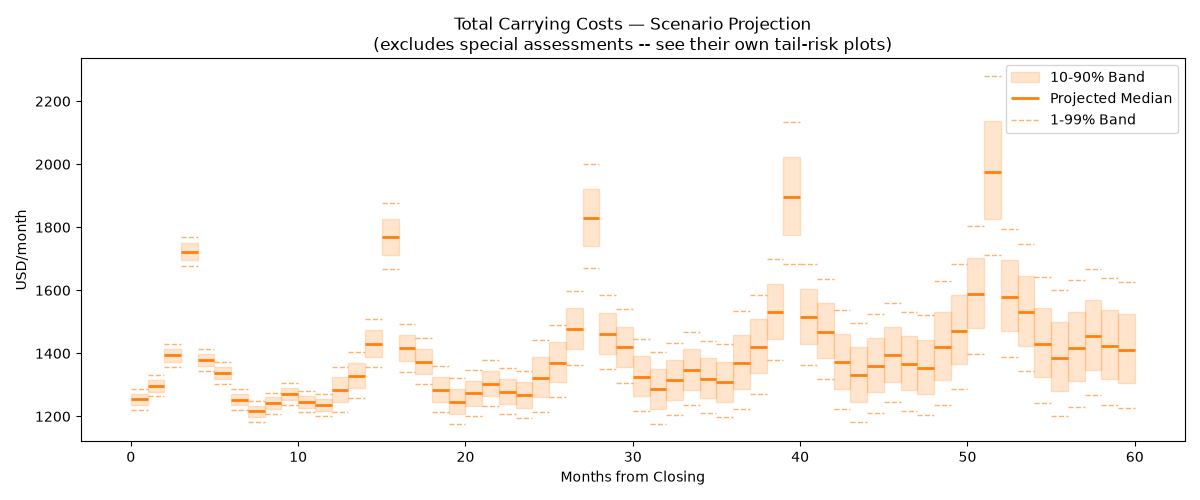 Total Carrying Costs — Scenario Projection
(excludes special assessments -- see their own tail-risk plots)
10-90% Band
Projected Median
1-99% Band
USD/month
2200
2000
1800
1600
1400
1200
0
10
20
30
40
50
60
Months from Closing